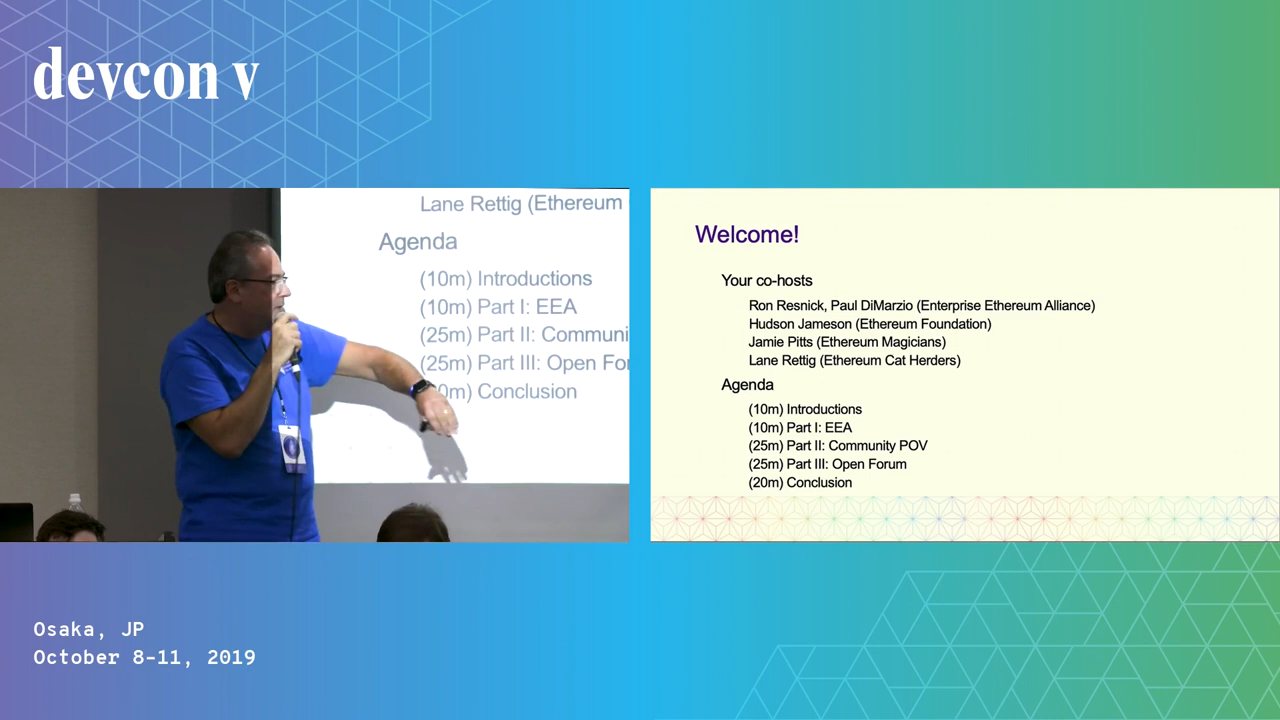 devcon v
Lane Rettig (Ethereum
Agenda
(10m) Introductions
(10m) Part I: EEA
(25m) Part II: Communi
(25m) Part III: Open For
0m) Conclusion
Welcome!
Your co-hosts
Ron Resnick, Paul DiMarzio (Enterprise Ethereum Alliance)
Hudson Jameson (Ethereum Foundation)
Jamie Pitts (Ethereum Magicians)
Lane Rettig (Ethereum Cat Herders)
Agenda
(10m) Introductions
(10m) Part I: EEA
(25m) Part II: Community POV
(25m) Part III: Open Forum
(20m) Conclusion
Osaka, JP
October 8-11, 2019